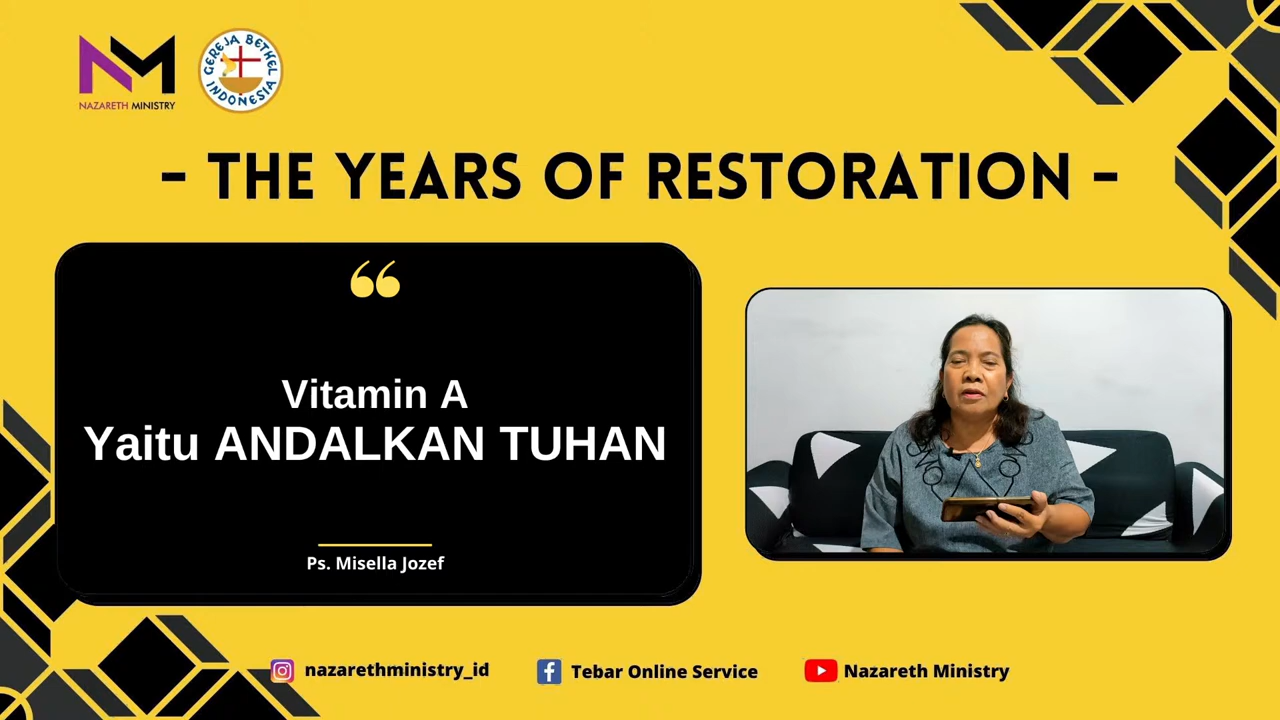 NM
NAZARETH MINISTRY
GEREJA BETHEL INDONESIA
- THE YEARS OF RESTORATION -
“
Vitamin A
Yaitu ANDALKAN TUHAN
Ps. Misella Jozef
nazarethministry_id
Tebar Online Service
Nazareth Ministry